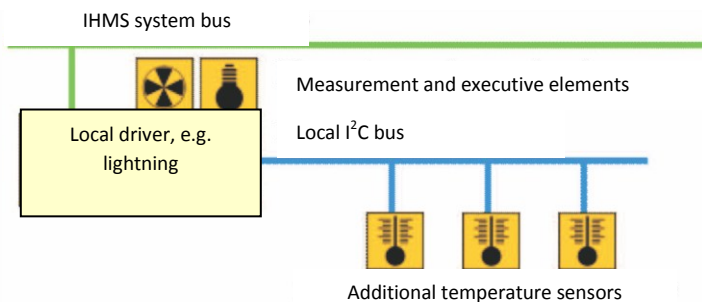 IHMS system bus
Measurement and executive elements
Local driver, e.g.
lightning
Local I²C bus
Additional temperature sensors